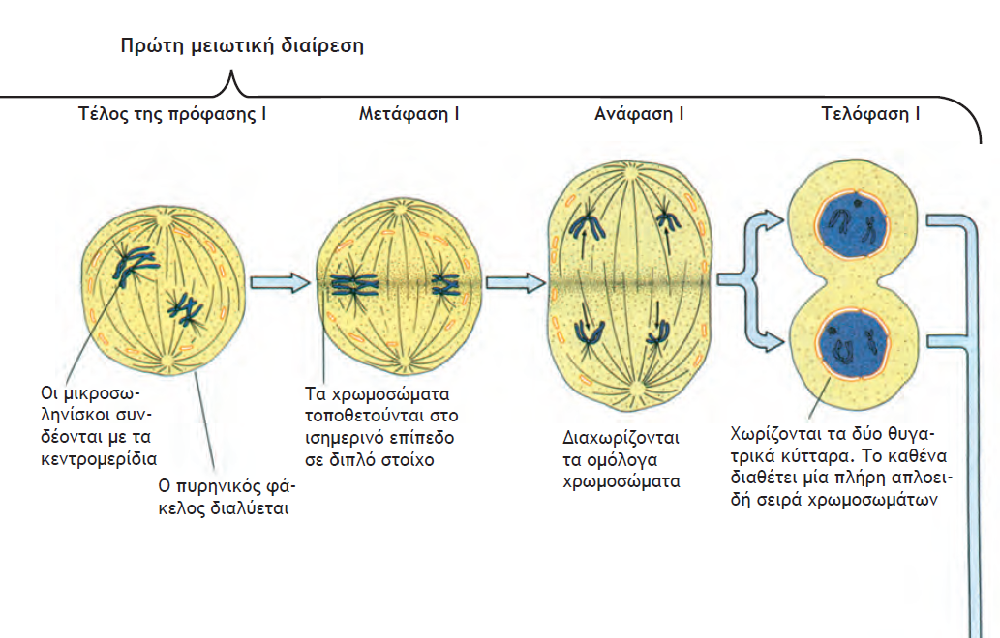 Πρώτη μειωτική διαίρεση
Τέλος της πρόφασης Ι
Μετάφαση Ι
Ανάφαση Ι
Τελόφαση Ι
Οι μικροσω-
ληνίσκοι συν-
δέονται με τα
κεντρομερίδια
Ο πυρηνικός φά-
κελος διαλύεται
Τα χρωμοσώματα
τοποθετούνται στο
ισημερινό επίπεδο
σε διπλό στοίχο
Διαχωρίζονται
τα ομόλογα
χρωμοσώματα
Χωρίζονται τα δύο θυγα-
τρικά κύτταρα. Το καθένα
διαθέτει μία πλήρη απλοει-
δή σειρά χρωμοσωμάτων